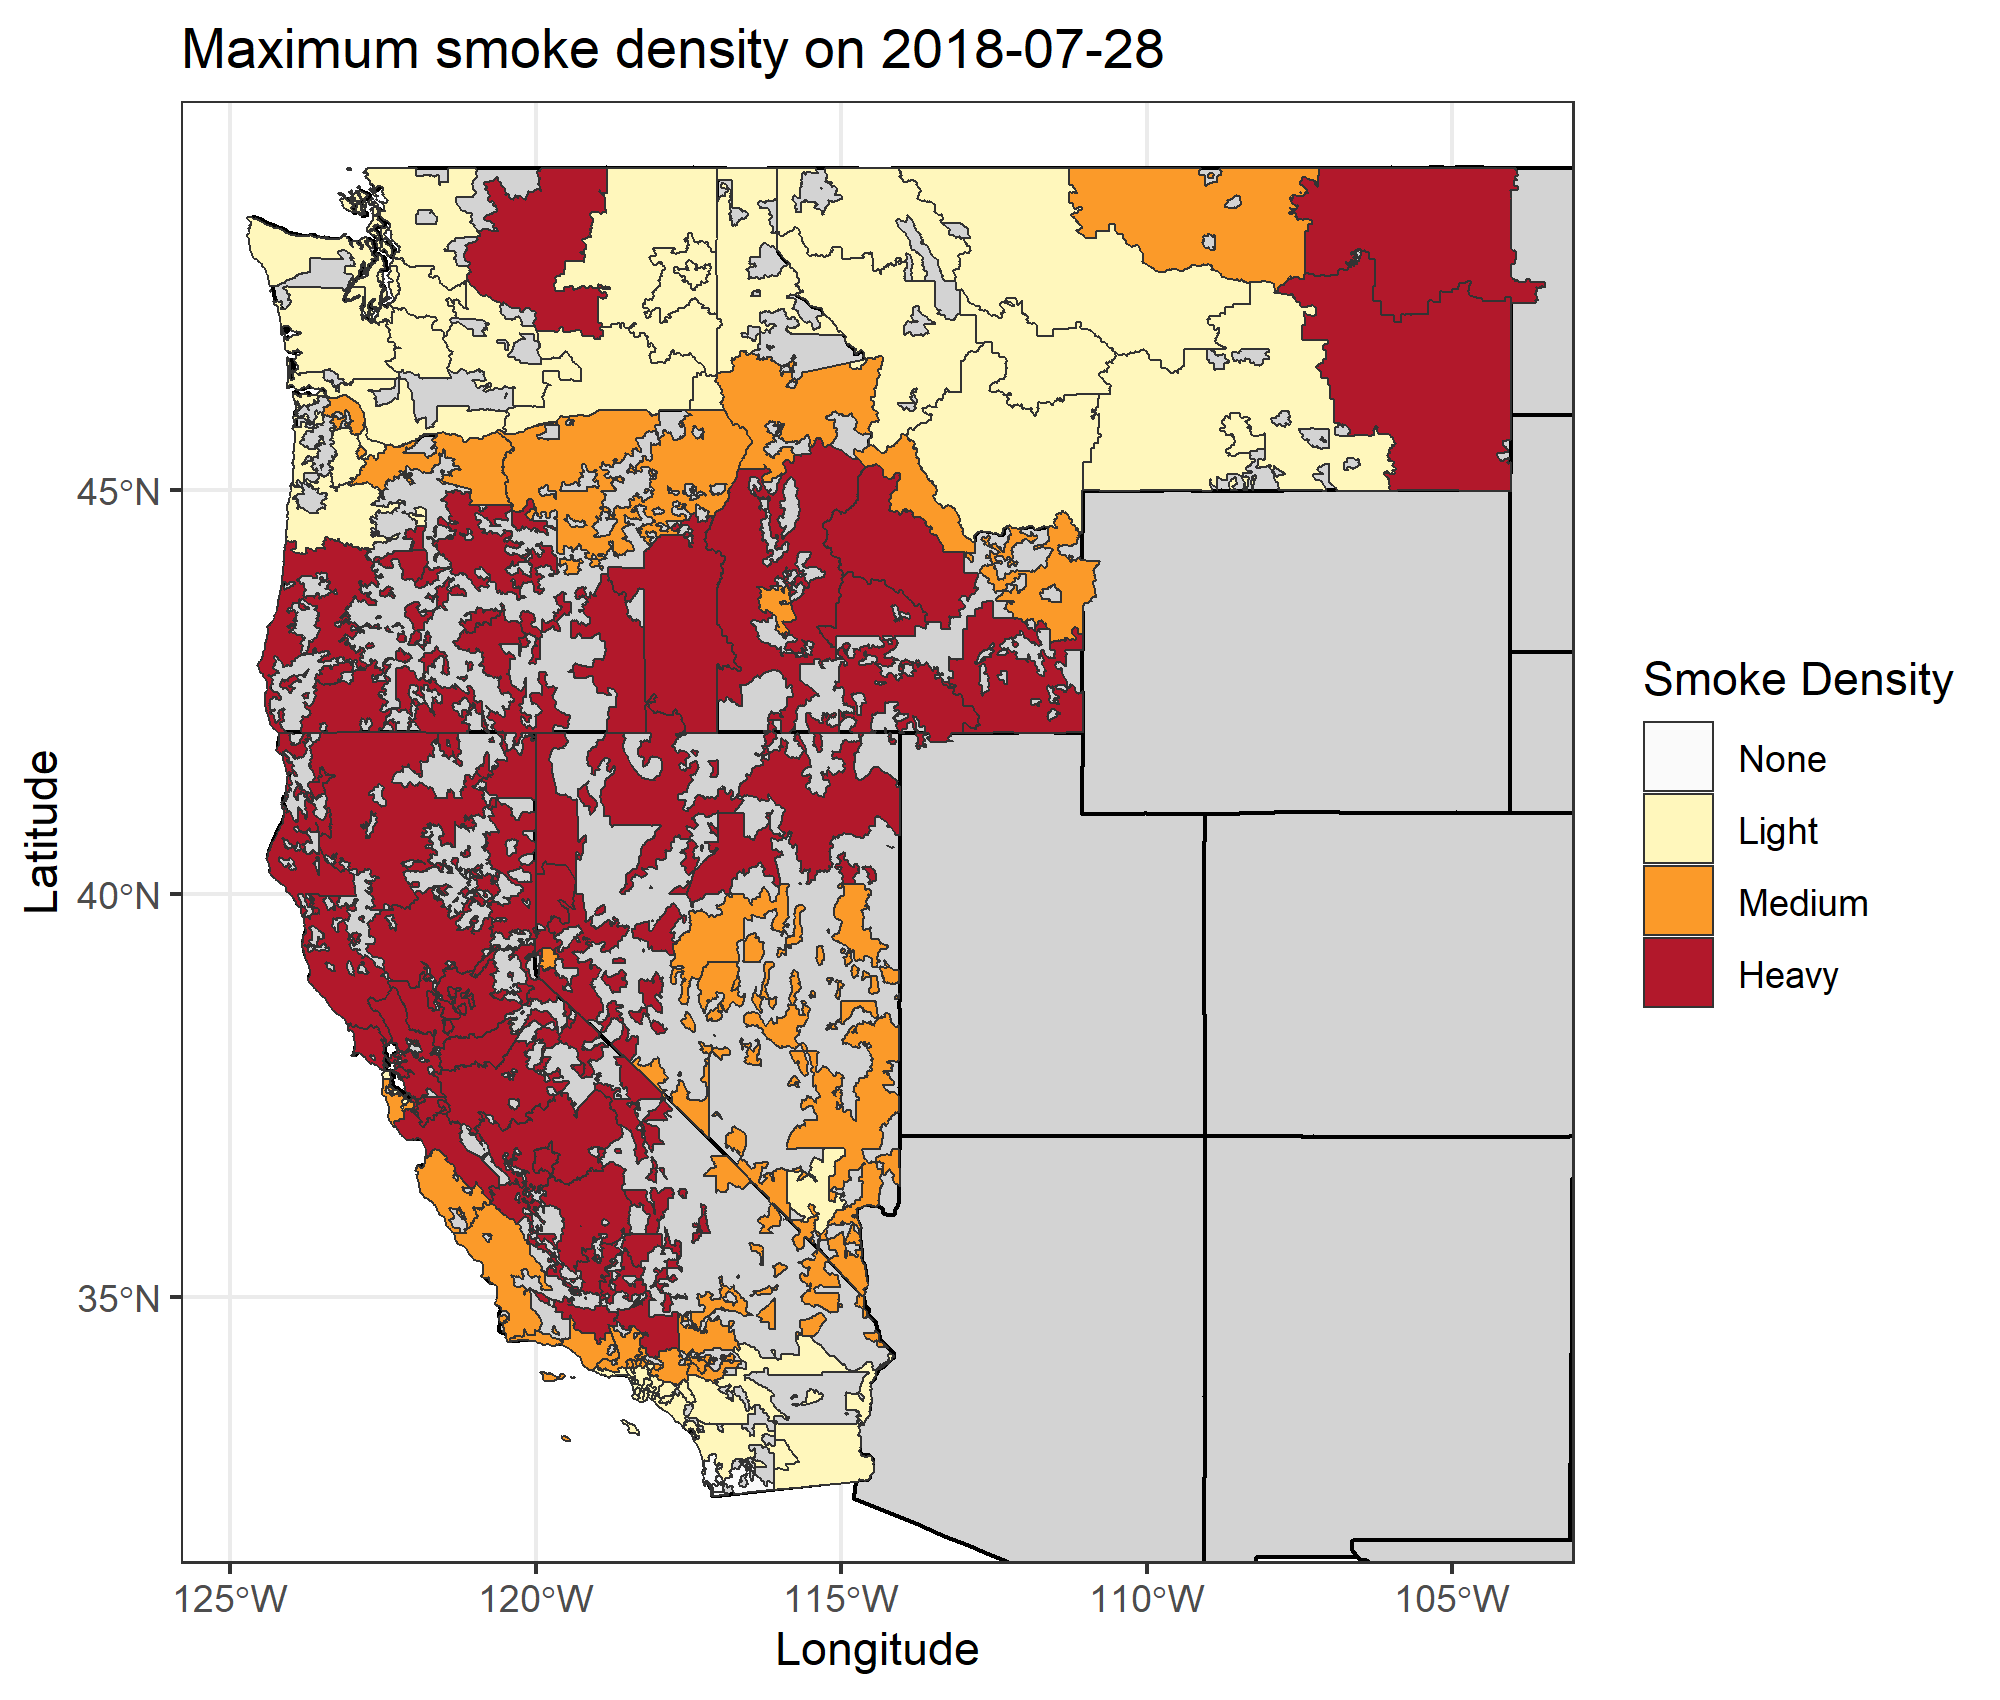 Maximum smoke density on 2018-07-28
45°N
40°N
35°N
Latitude
125°W
120°W
115°W
110°W
105°W
Longitude
Smoke Density
None
Light
Medium
Heavy